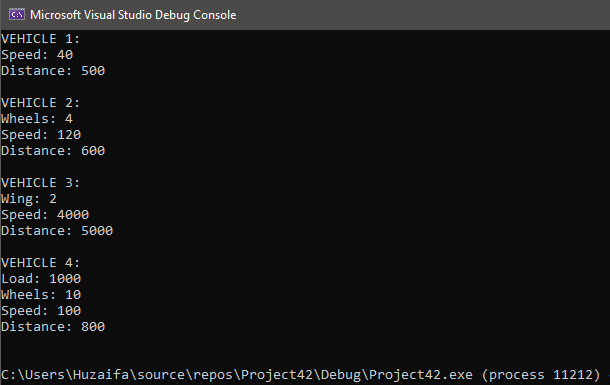 Microsoft Visual Studio Debug Console
VEHICLE 1:
Speed: 40
Distance: 500
VEHICLE 2:
Wheels: 4
Speed: 120
Distance: 600
VEHICLE 3:
Wing: 2
Speed: 4000
Distance: 5000
VEHICLE 4:
Load: 1000
Wheels: 10
Speed: 100
Distance: 800
C:\Users\Huzaifa\source\repos\Project42\Debug\Project42.exe (process 11212)